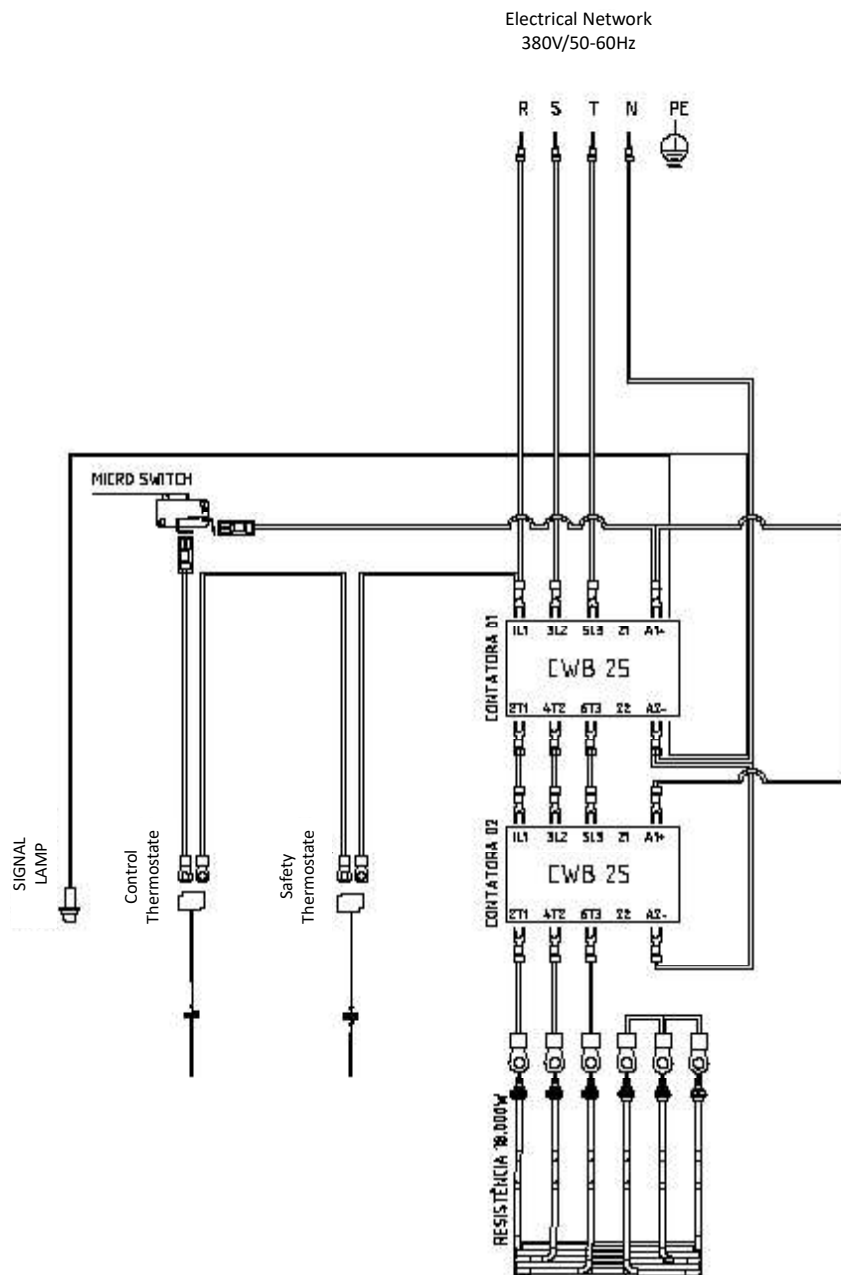 Electrical Network
380V/50-60Hz
R S T N PE
MICRO SWITCH
CONTATORA 01
1L1 3L2 5L3 21 A1+
CWB 25
2T1 4T2 6T3 22 A2-
SIGNAL
LAMP
Control
Thermostate
Safety
Thermostate
CONTATORA 02
1L1 3L2 5L3 21 A1+
CWB 25
2T1 4T2 6T3 22 A2-
RESISTÊNCIA 18.000W